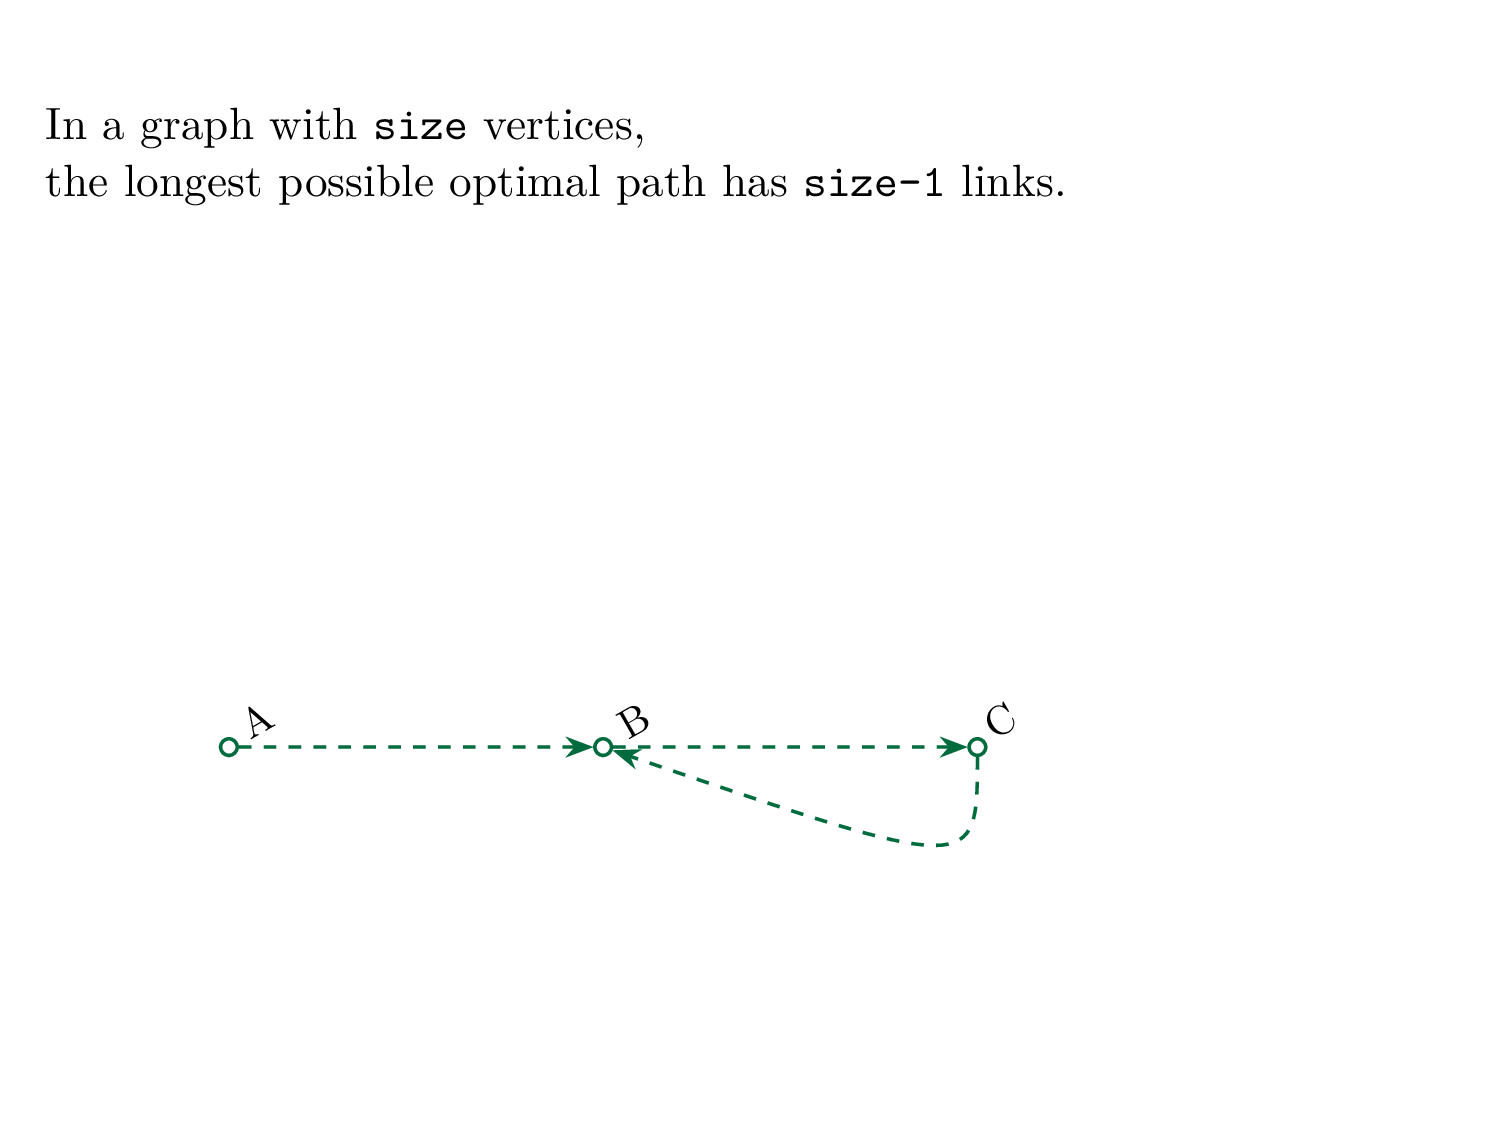 In a graph with size vertices,
the longest possible optimal path has size-1 links.
A
B
C